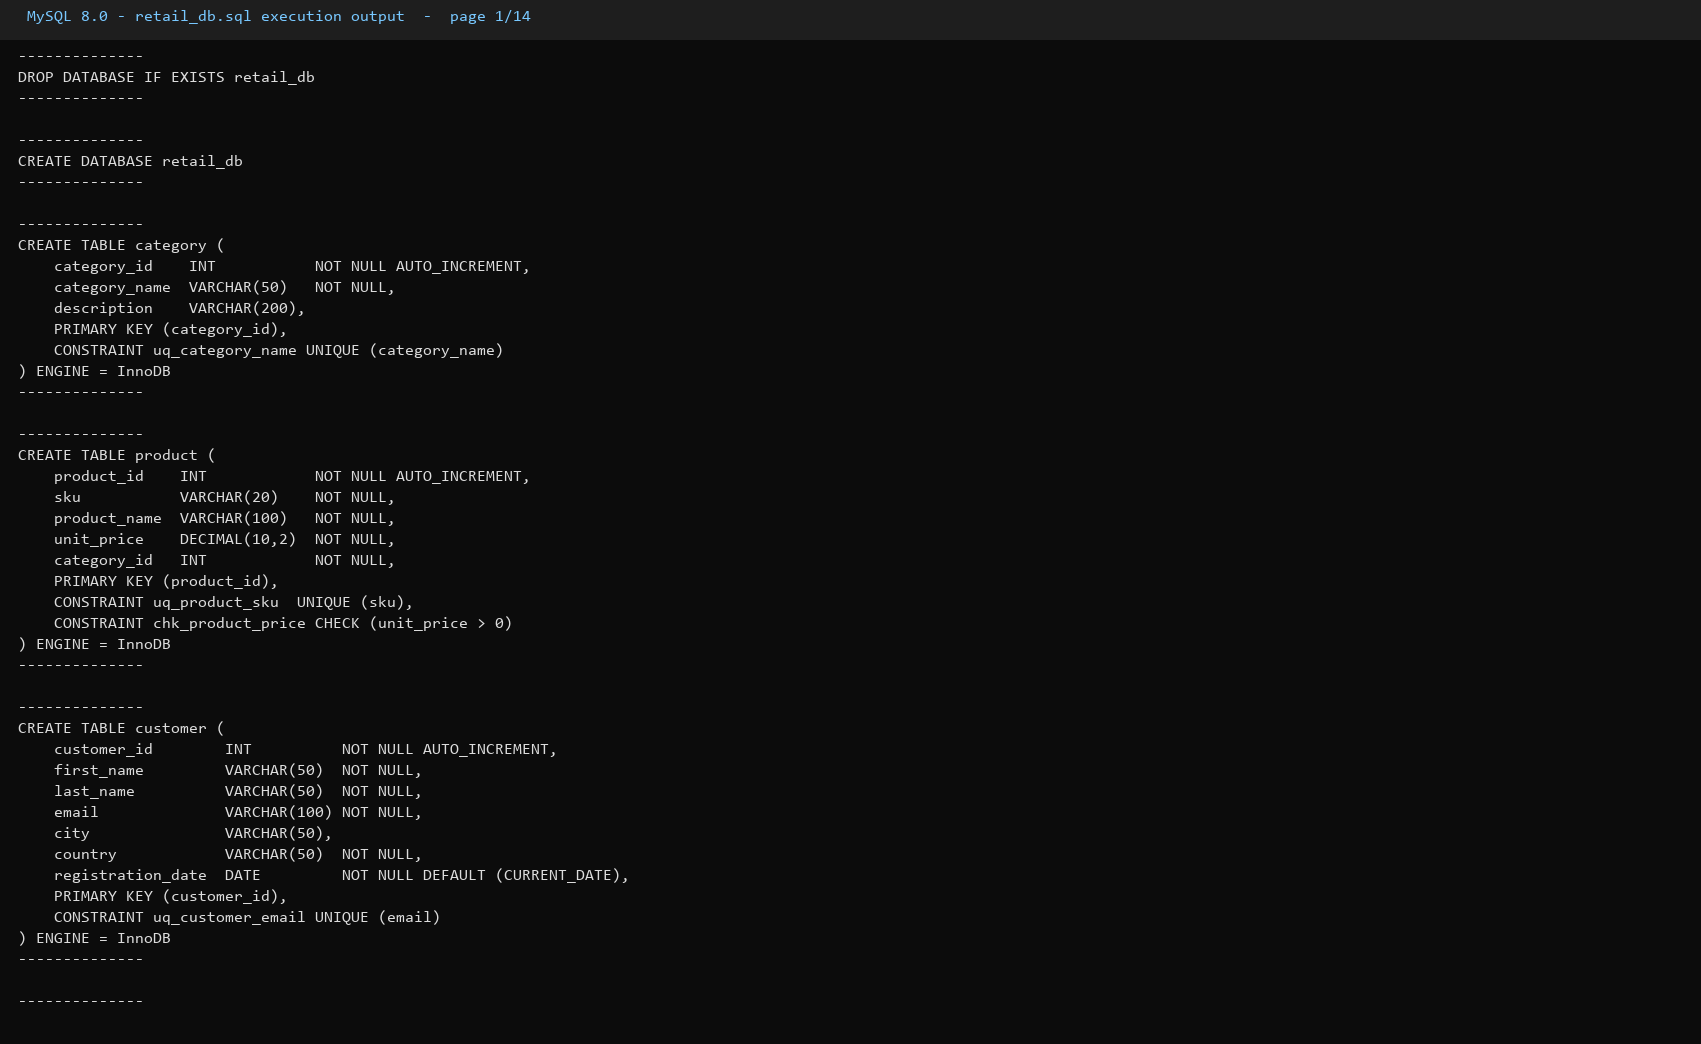 MySQL 8.0 - retail_db.sql execution output  -  page 1/14
--------------
DROP DATABASE IF EXISTS retail_db
--------------

--------------
CREATE DATABASE retail_db
--------------

--------------
CREATE TABLE category (
    category_id    INT           NOT NULL AUTO_INCREMENT,
    category_name  VARCHAR(50)   NOT NULL,
    description    VARCHAR(200),
    PRIMARY KEY (category_id),
    CONSTRAINT uq_category_name UNIQUE (category_name)
) ENGINE = InnoDB
--------------

--------------
CREATE TABLE product (
    product_id    INT            NOT NULL AUTO_INCREMENT,
    sku           VARCHAR(20)    NOT NULL,
    product_name  VARCHAR(100)   NOT NULL,
    unit_price    DECIMAL(10,2)  NOT NULL,
    category_id   INT            NOT NULL,
    PRIMARY KEY (product_id),
    CONSTRAINT uq_product_sku  UNIQUE (sku),
    CONSTRAINT chk_product_price CHECK (unit_price > 0)
) ENGINE = InnoDB
--------------

--------------
CREATE TABLE customer (
    customer_id        INT          NOT NULL AUTO_INCREMENT,
    first_name         VARCHAR(50)  NOT NULL,
    last_name          VARCHAR(50)  NOT NULL,
    email              VARCHAR(100) NOT NULL,
    city               VARCHAR(50),
    country            VARCHAR(50)  NOT NULL,
    registration_date  DATE         NOT NULL DEFAULT (CURRENT_DATE),
    PRIMARY KEY (customer_id),
    CONSTRAINT uq_customer_email UNIQUE (email)
) ENGINE = InnoDB
--------------

--------------